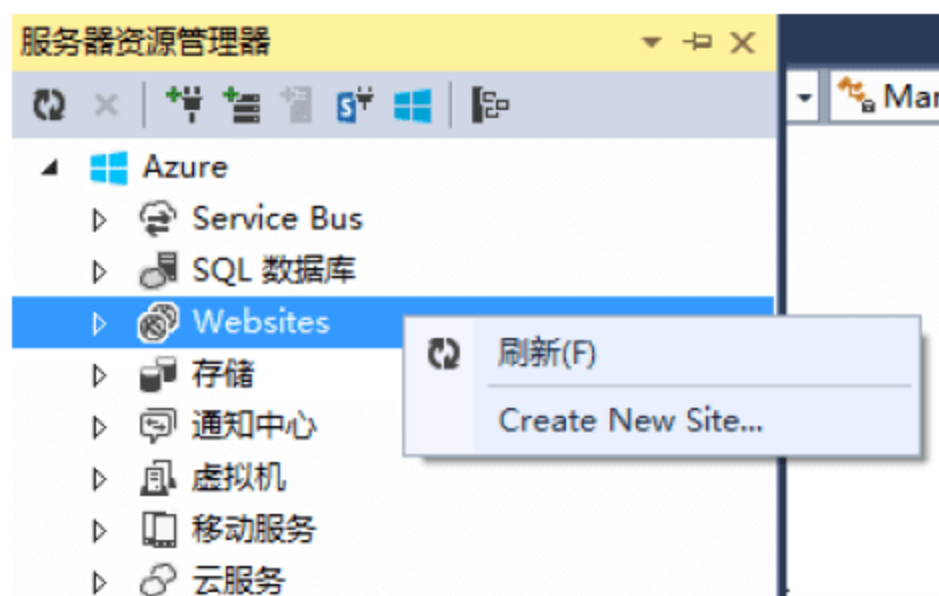 服务器资源管理器
Mar
Azure
Service Bus
SQL 数据库
Websites
刷新(F)
Create New Site...
存储
通知中心
虚拟机
移动服务
云服务